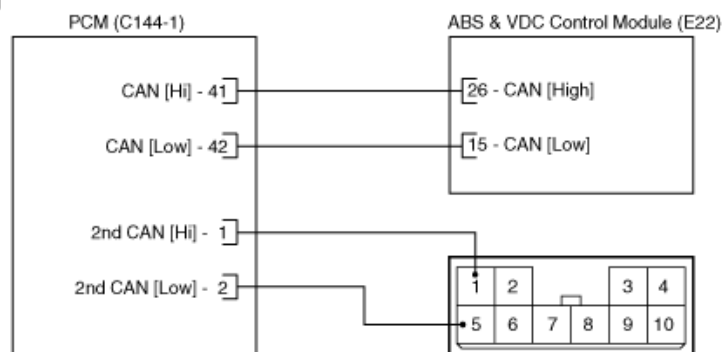 PCM (C144-1)
ABS & VDC Control Module (E22)
CAN [Hi] - 41
26 - CAN [High]
CAN [Low] - 42
15 - CAN [Low]
2nd CAN [Hi] - 1
2nd CAN [Low] - 2
1 2 3 4
5 6 7 8 9 10